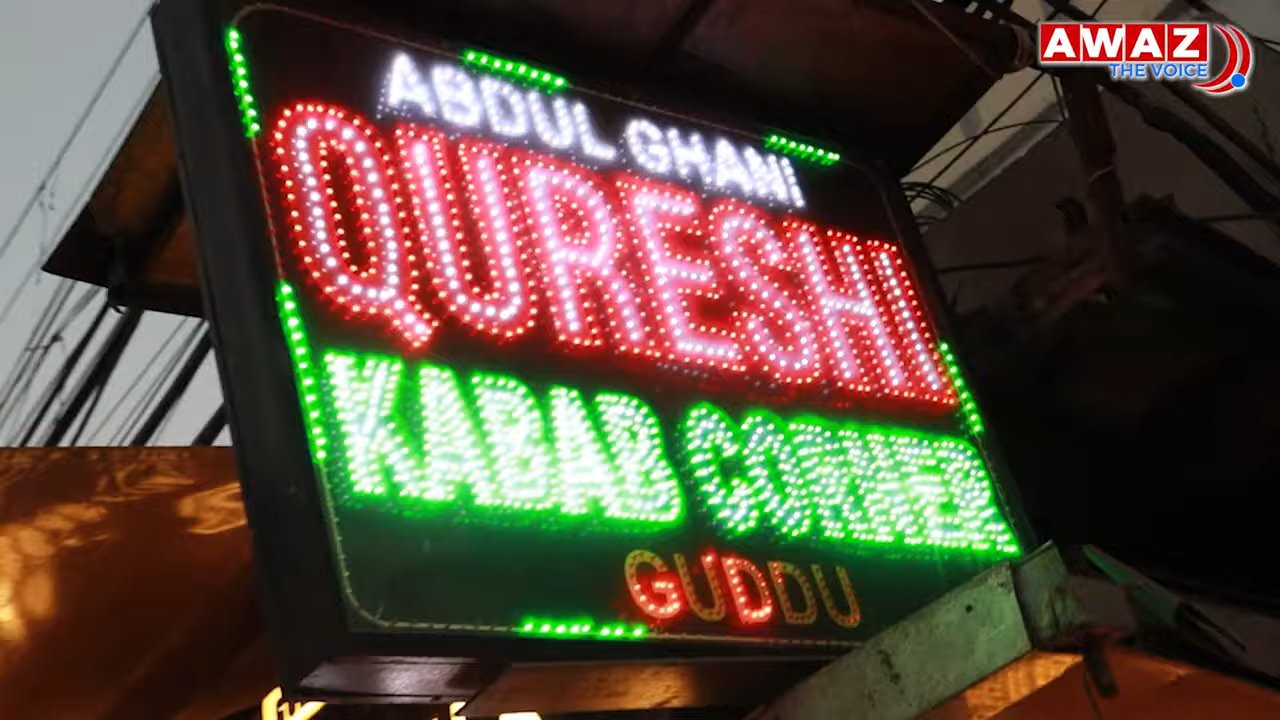 AWAZ
THE VOICE
ABDUL GHANI
QURESHI
KABAB CORNER
GUDDU